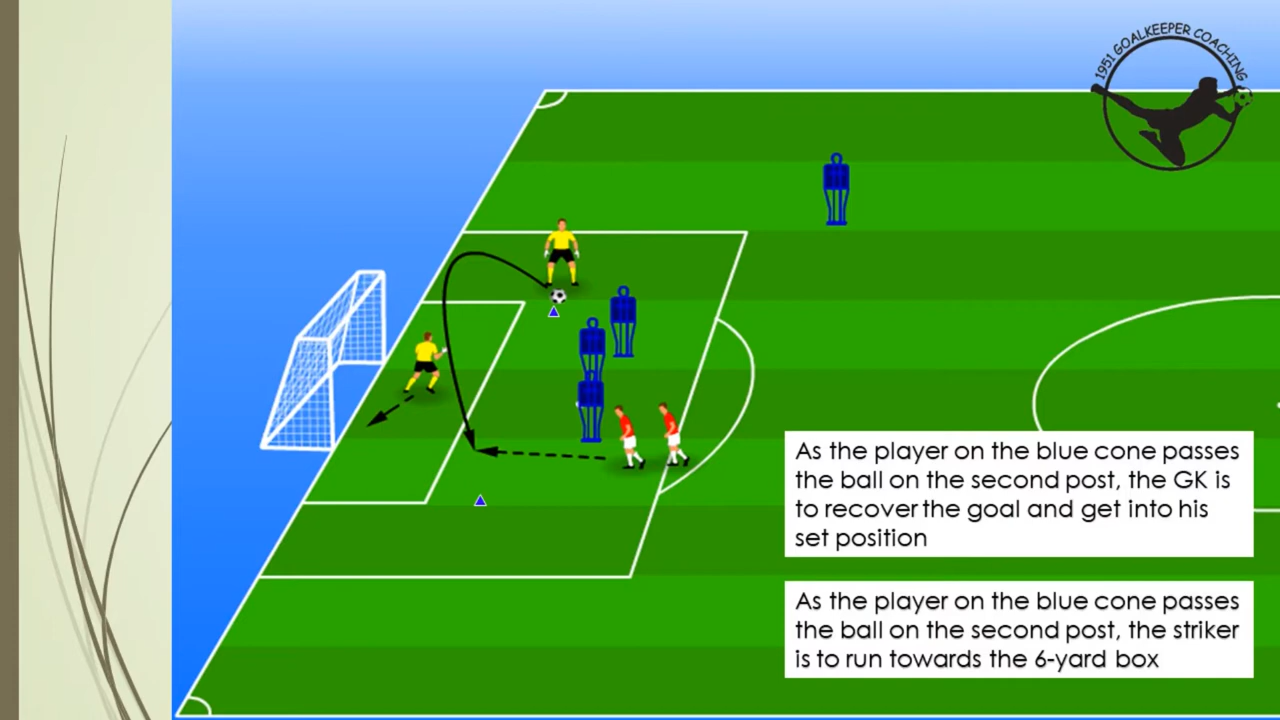 1951 GOALKEEPER COACHING
As the player on the blue cone passes
the ball on the second post, the GK is
to recover the goal and get into his
set position
As the player on the blue cone passes
the ball on the second post, the striker
is to run towards the 6-yard box